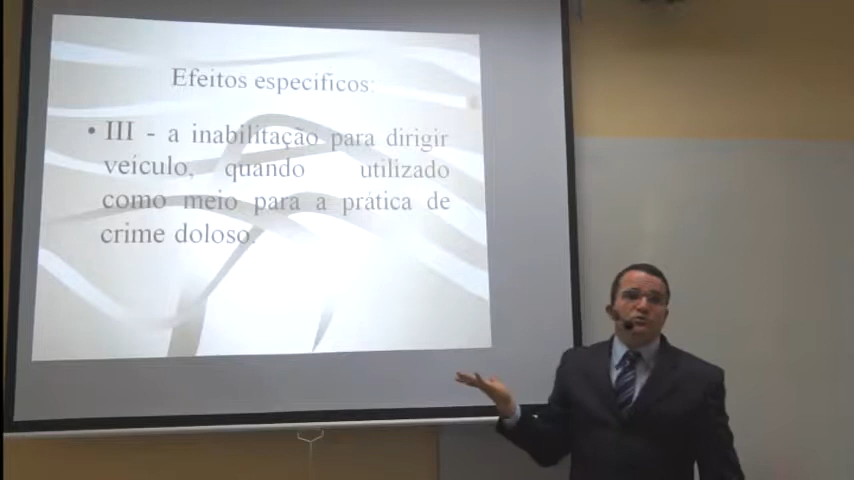 Efeitos específicos:
• III - a inabilitação para dirigir
veículo, quando utilizado
como meio para a prática de
crime doloso.